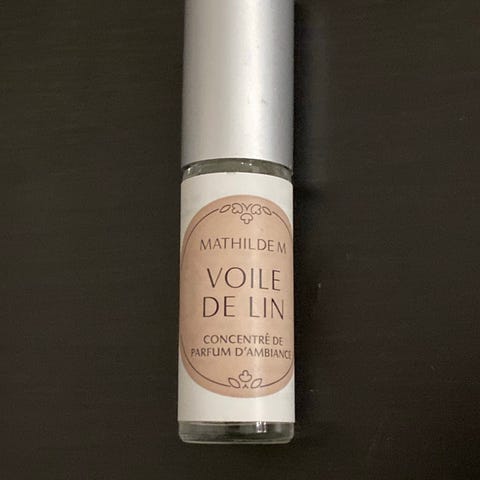 MATHILDE M
VOILE
DE LIN
CONCENTRÉ DE
PARFUM D'AMBIANCE